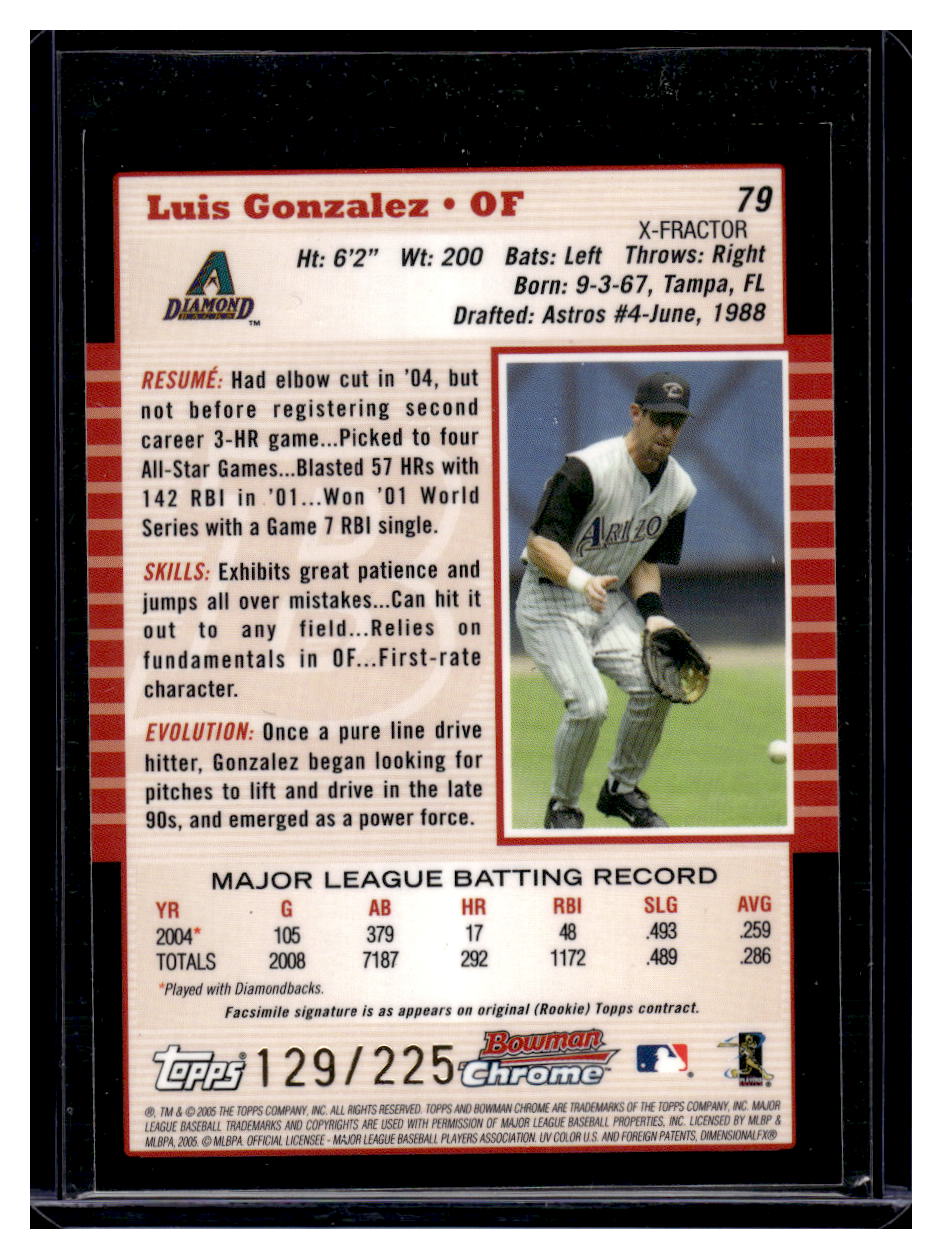 Luis Gonzalez • OF
79
X-FRACTOR
Ht: 6'2" Wt: 200 Bats: Left Throws: Right
Born: 9-3-67, Tampa, FL
Drafted: Astros #4-June, 1988
A
DIAMOND
BACKS
™
RESUMÉ: Had elbow cut in '04, but
not before registering second
career 3-HR game...Picked to four
All-Star Games...Blasted 57 HRs with
142 RBI in '01...Won '01 World
Series with a Game 7 RBI single.
SKILLS: Exhibits great patience and
jumps all over mistakes...Can hit it
out to any field...Relies on
fundamentals in OF...First-rate
character.
EVOLUTION: Once a pure line drive
hitter, Gonzalez began looking for
pitches to lift and drive in the late
90s, and emerged as a power force.
ARIZO
MAJOR LEAGUE BATTING RECORD
YR G AB HR RBI SLG AVG
2004* 105 379 17 48 .493 .259
TOTALS 2008 7187 292 1172 .489 .286
*Played with Diamondbacks.
Facsimile signature is as appears on original (Rookie) Topps contract.
Topps® 129/225 Bowman Chrome™
®, TM & © 2005 THE TOPPS COMPANY, INC. ALL RIGHTS RESERVED. TOPPS AND BOWMAN CHROME ARE TRADEMARKS OF THE TOPPS COMPANY, INC. MAJOR
LEAGUE BASEBALL TRADEMARKS AND COPYRIGHTS ARE USED WITH PERMISSION OF MAJOR LEAGUE BASEBALL PROPERTIES, INC. LICENSED BY MLBP &
MLBPA, 2005. © MLBPA. OFFICIAL LICENSEE - MAJOR LEAGUE BASEBALL PLAYERS ASSOCIATION. UV COLOR U.S. AND FOREIGN PATENTS, DIMENSIONALFX®